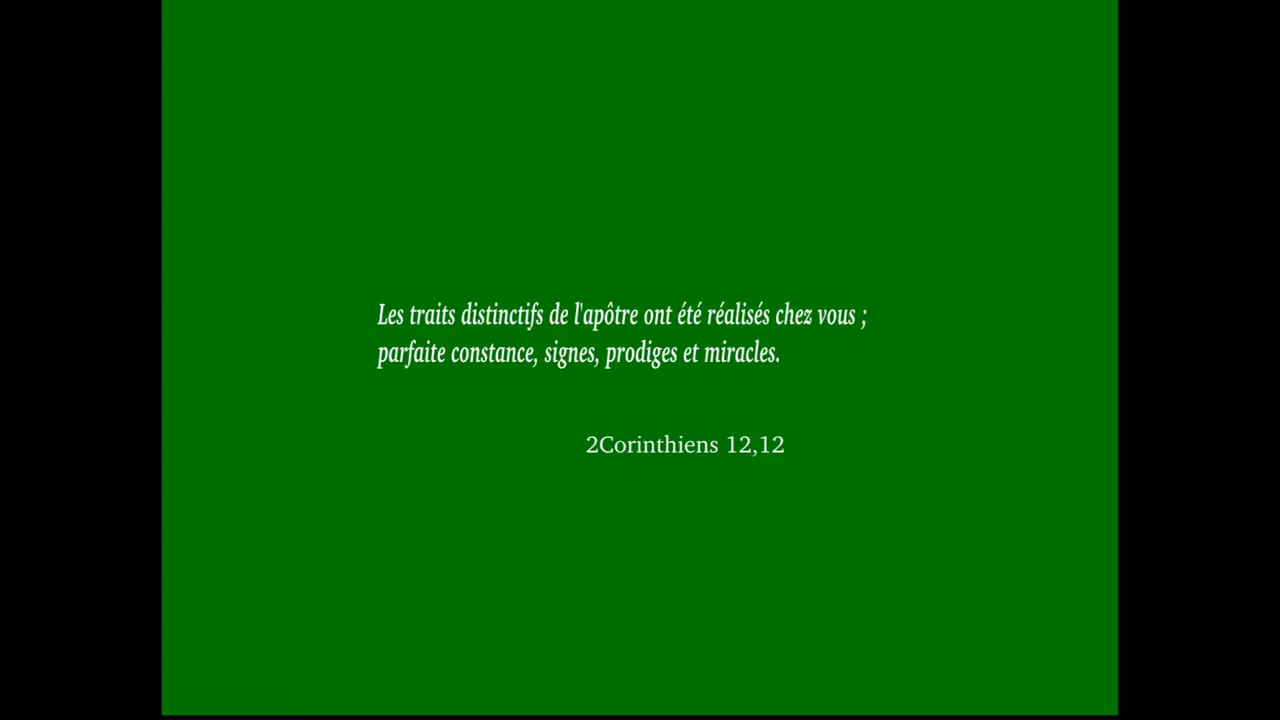 Les traits distinctifs de l'apôtre ont été réalisés chez vous ;
parfaite constance, signes, prodiges et miracles.
2Corinthiens 12,12